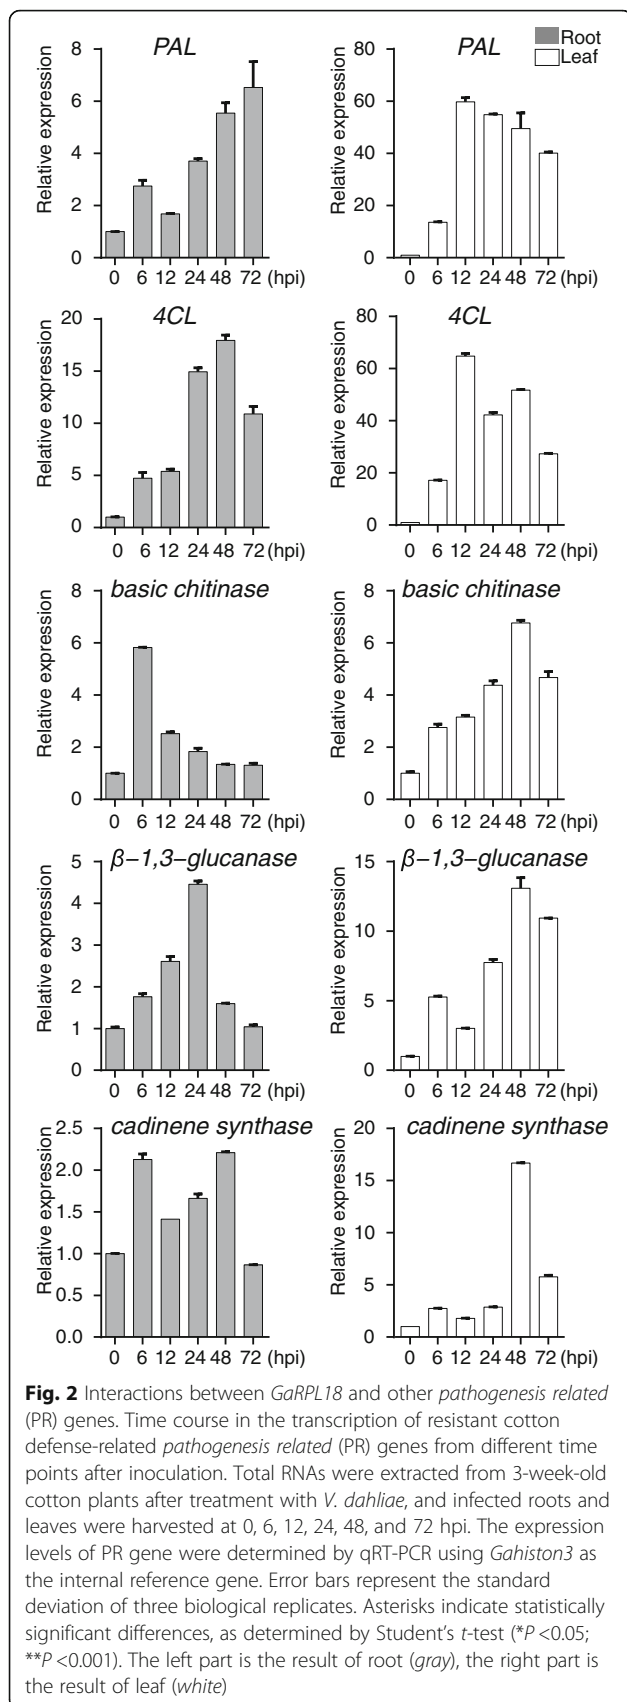 PAL
Relative expression
8
6
4
2
0
0 6 12 24 48 72 (hpi)
PAL
Root
Leaf
Relative expression
80
60
40
20
0
0 6 12 24 48 72 (hpi)
4CL
Relative expression
20
15
10
5
0
0 6 12 24 48 72 (hpi)
4CL
Relative expression
80
60
40
20
0
0 6 12 24 48 72 (hpi)
basic chitinase
Relative expression
8
6
4
2
0
0 6 12 24 48 72 (hpi)
basic chitinase
Relative expression
8
6
4
2
0
0 6 12 24 48 72 (hpi)
β−1,3−glucanase
Relative expression
5
4
3
2
1
0
0 6 12 24 48 72 (hpi)
β−1,3−glucanase
Relative expression
15
10
5
0
0 6 12 24 48 72 (hpi)
cadinene synthase
Relative expression
2.5
2.0
1.5
1.0
0.5
0.0
0 6 12 24 48 72 (hpi)
cadinene synthase
Relative expression
20
15
10
5
0
0 6 12 24 48 72 (hpi)
Fig. 2 Interactions between GaRPL18 and other pathogenesis related
(PR) genes. Time course in the transcription of resistant cotton
defense-related pathogenesis related (PR) genes from different time
points after inoculation. Total RNAs were extracted from 3-week-old
cotton plants after treatment with V. dahliae, and infected roots and
leaves were harvested at 0, 6, 12, 24, 48, and 72 hpi. The expression
levels of PR gene were determined by qRT-PCR using Gahiston3 as
the internal reference gene. Error bars represent the standard
deviation of three biological replicates. Asterisks indicate statistically
significant differences, as determined by Student's t-test (*P <0.05;
**P <0.001). The left part is the result of root (gray), the right part is
the result of leaf (white)